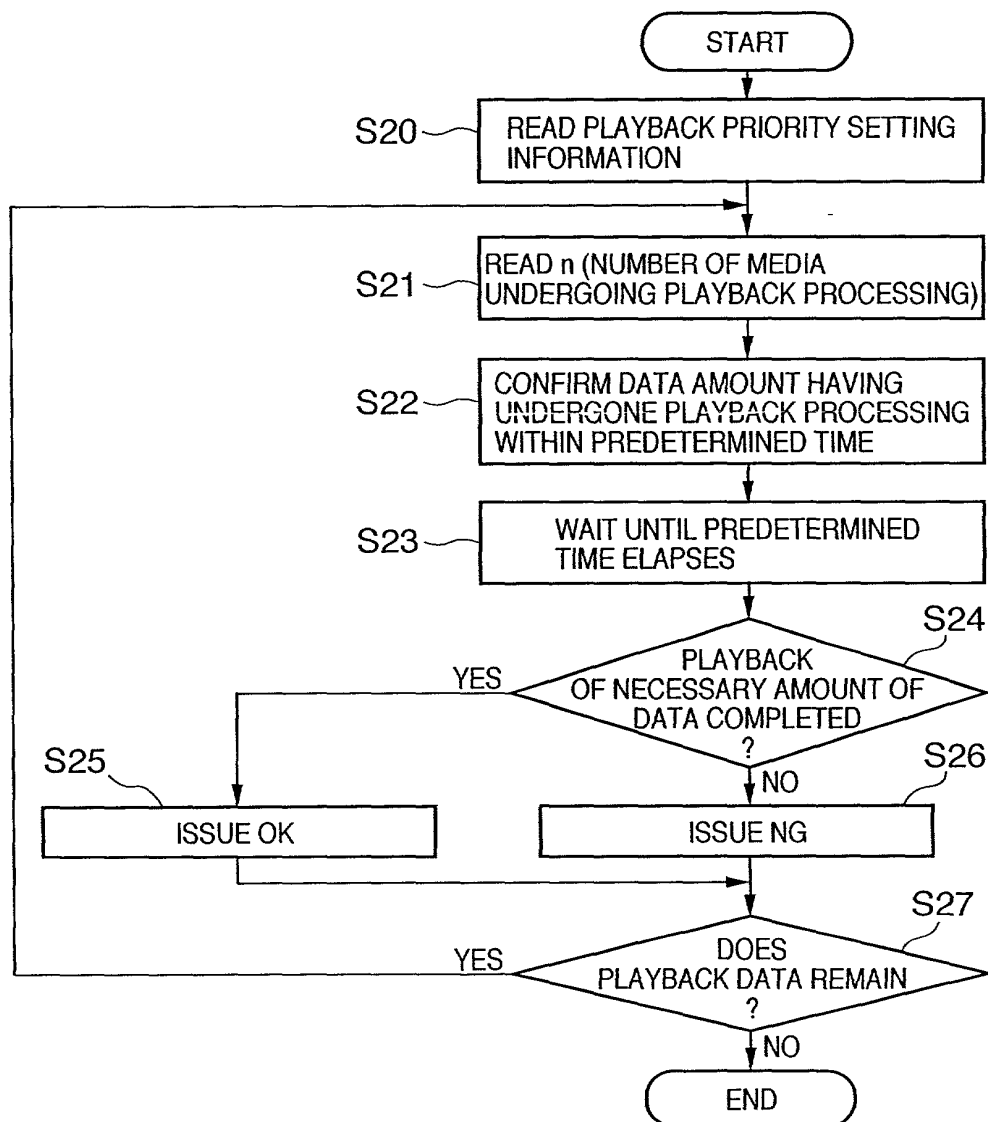 START
S20
READ PLAYBACK PRIORITY SETTING
INFORMATION
S21
READ n (NUMBER OF MEDIA
UNDERGOING PLAYBACK PROCESSING)
S22
CONFIRM DATA AMOUNT HAVING
UNDERGONE PLAYBACK PROCESSING
WITHIN PREDETERMINED TIME
S23
WAIT UNTIL PREDETERMINED
TIME ELAPSES
S24
PLAYBACK
OF NECESSARY AMOUNT OF
DATA COMPLETED
?
YES
NO
S25
ISSUE OK
S26
ISSUE NG
S27
DOES
PLAYBACK DATA REMAIN
?
YES
NO
END